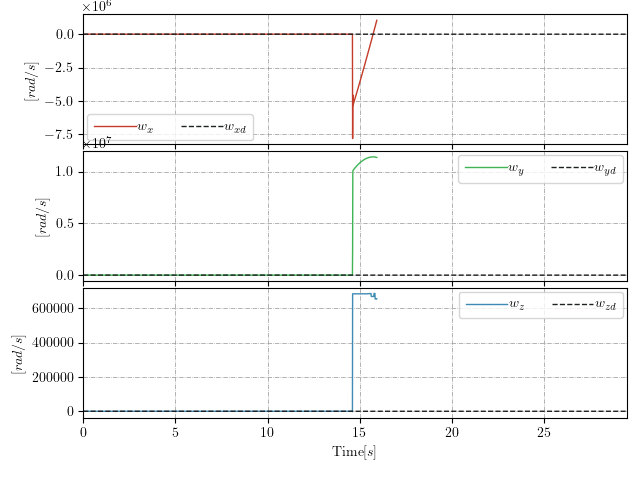 ×10⁶
0.0
−2.5
[rad/s]
−5.0
−7.5
w_x w_xd
×10⁷
1.0
w_y w_yd
[rad/s]
0.5
0.0
w_z w_zd
600000
[rad/s]
400000
200000
0
0 5 10 15 20 25
Time[s]